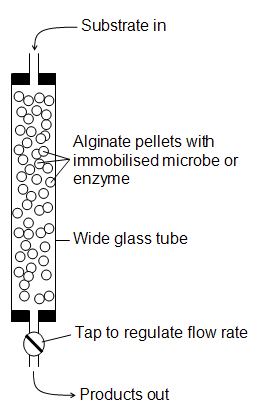 Substrate in
Alginate pellets with
immobilised microbe or
enzyme
Wide glass tube
Tap to regulate flow rate
Products out